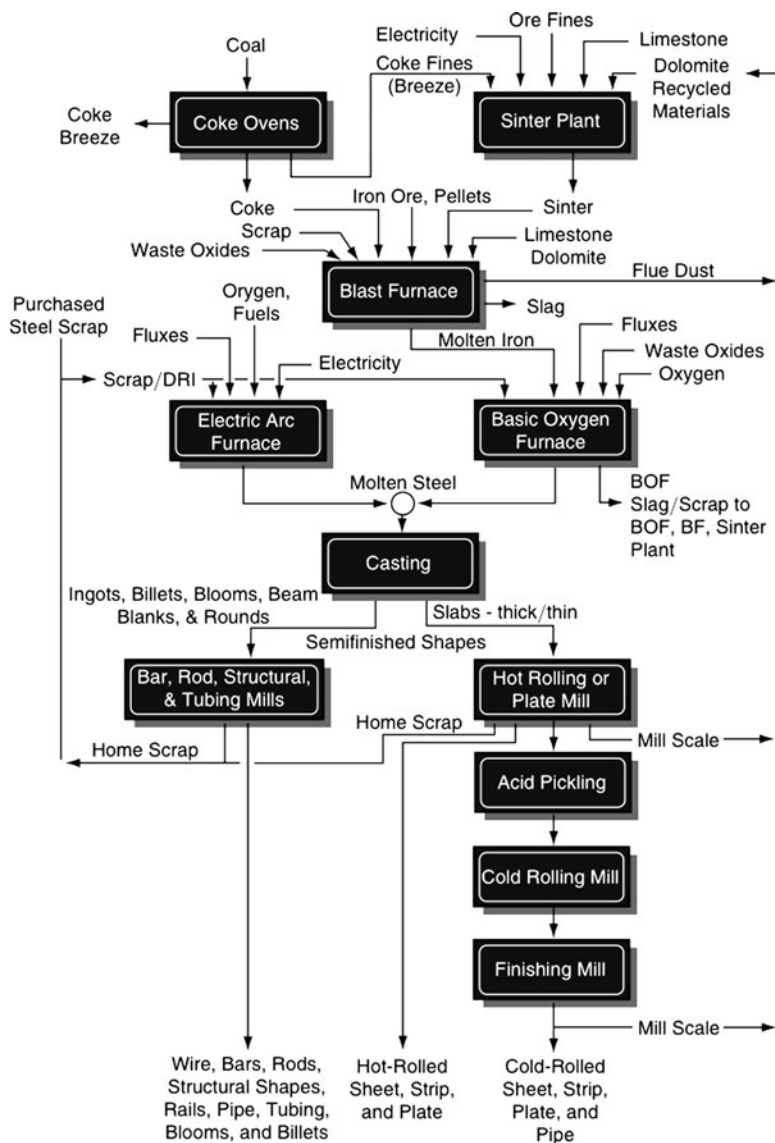 Ore Fines
Electricity
Limestone
Coal
Coke Fines
(Breeze)
Dolomite
Recycled
Materials
Coke
Breeze
Coke Ovens
Sinter Plant
Iron Ore, Pellets
Coke
Sinter
Scrap
Limestone
Dolomite
Waste Oxides
Blast Furnace
Flue Dust
Slag
Purchased
Steel Scrap
Orygen,
Fuels
Fluxes
Molten Iron
Fluxes
Waste Oxides
Electricity
Oxygen
Scrap/DRI
Electric Arc
Furnace
Basic Oxygen
Furnace
Molten Steel
BOF
Slag/Scrap to
BOF, BF, Sinter
Plant
Casting
Ingots, Billets, Blooms, Beam
Blanks, & Rounds
Slabs - thick/thin
Semifinished Shapes
Bar, Rod, Structural,
& Tubing Mills
Hot Rolling or
Plate Mill
Home Scrap
Home Scrap
Mill Scale
Acid Pickling
Cold Rolling Mill
Finishing Mill
Mill Scale
Wire, Bars, Rods,
Structural Shapes,
Rails, Pipe, Tubing,
Blooms, and Billets
Hot-Rolled
Sheet, Strip,
and Plate
Cold-Rolled
Sheet, Strip,
Plate, and
Pipe